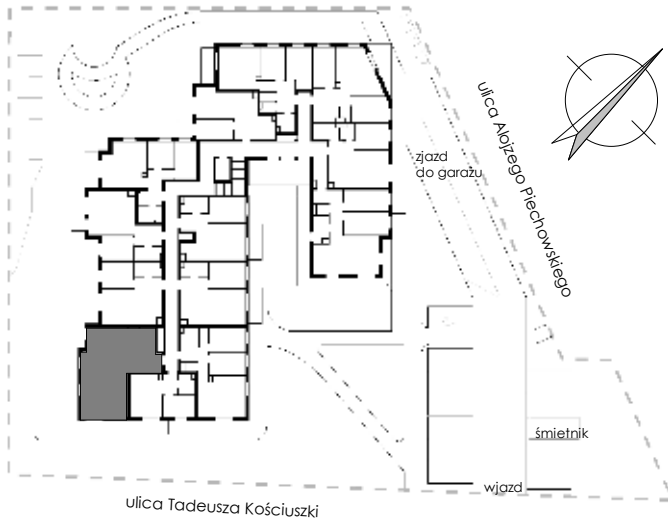 ulica Alojzego Piechowskiego
zjazd
do garażu
śmietnik
wjazd
ulica Tadeusza Kościuszki